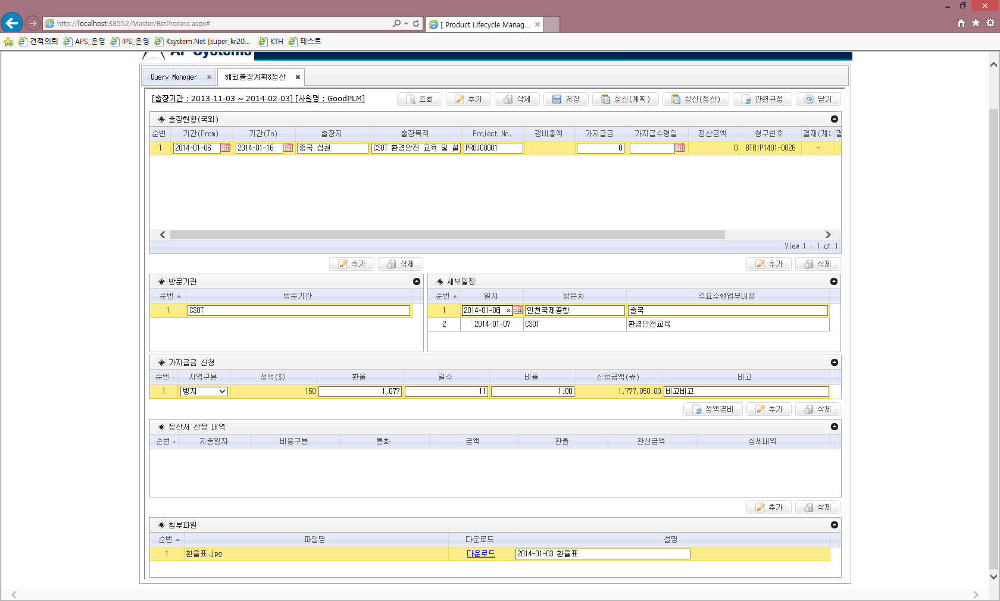 http://localhost:38552/Master/BizProcess.aspx#
[ Product Lifecycle Manag...
견적의뢰 APS_운영 IPS_운영 Ksystem.Net [super_kr20... KTH 테스트
AP Systems
Query Manager 해외출장계획&정산
[출장기간 : 2013-11-03 ~ 2014-02-03] [사원명 : GoodPLM] 조회 추가 삭제 저장 상신(계획) 상신(정산) 관련규정 닫기
◈ 출장현황(국외)
순번 기간(From) 기간(To) 출장지 출장목적 Project No. 경비총액 가지급금 가지급수령일 정산금액 청구번호 결재(계획
1 2014-01-06 2014-01-16 중국 심천 CSOT 환경안전 교육 및 설 PROJ00001 0 0 BTRIP1401-0026 -
View 1 - 1 of 1
추가 삭제 추가 삭제
◈ 방문기관
순번 방문기관
1 CSOT
◈ 세부일정
순번 일자 방문처 주요수행업무내용
1 2014-01-06 인천국제공항 출국
2 2014-01-07 CSOT 환경안전교육
◈ 가지급금 신청
순번 지역구분 정액($) 환율 일수 비율 신청금액(₩) 비고
1 병지 150 1,077 11 1.00 1,777,050.00 비고비고
정액경비 추가 삭제
◈ 정산서 산정 내역
순번 지출일자 비용구분 통화 금액 환율 환산금액 상세내역
추가 삭제
◈ 첨부파일
순번 파일명 다운로드 설명
1 환율표.jpg 다운로드 2014-01-03 환율표